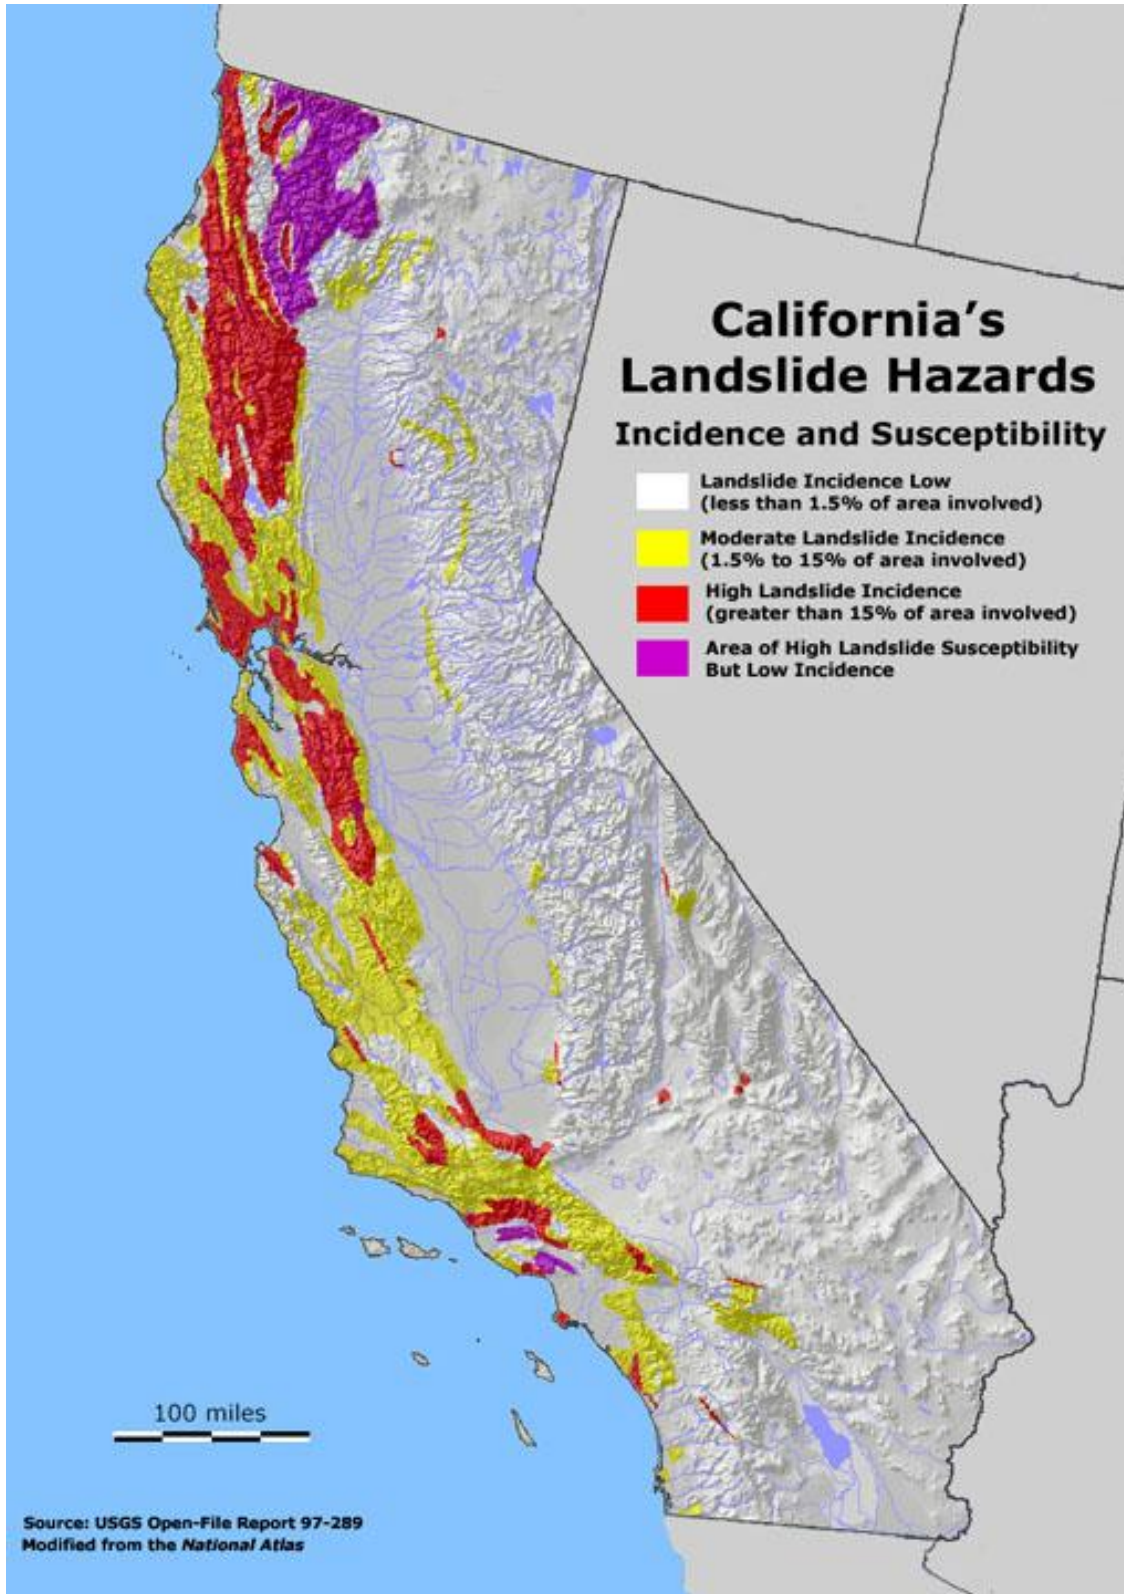 California's
Landslide Hazards
Incidence and Susceptibility
Landslide Incidence Low
(less than 1.5% of area involved)
Moderate Landslide Incidence
(1.5% to 15% of area involved)
High Landslide Incidence
(greater than 15% of area involved)
Area of High Landslide Susceptibility
But Low Incidence
100 miles
Source: USGS Open-File Report 97-289
Modified from the National Atlas